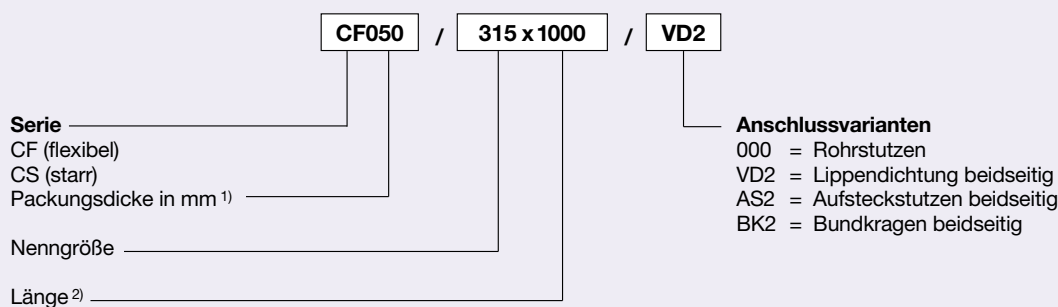 CF050 / 315 x 1000 / VD2
Serie
CF (flexibel)
CS (starr)
Packungsdicke in mm 1)
Nenngröße
Länge 2)
Anschlussvarianten
000 = Rohrstutzen
VD2 = Lippendichtung beidseitig
AS2 = Aufsteckstutzen beidseitig
BK2 = Bundkragen beidseitig